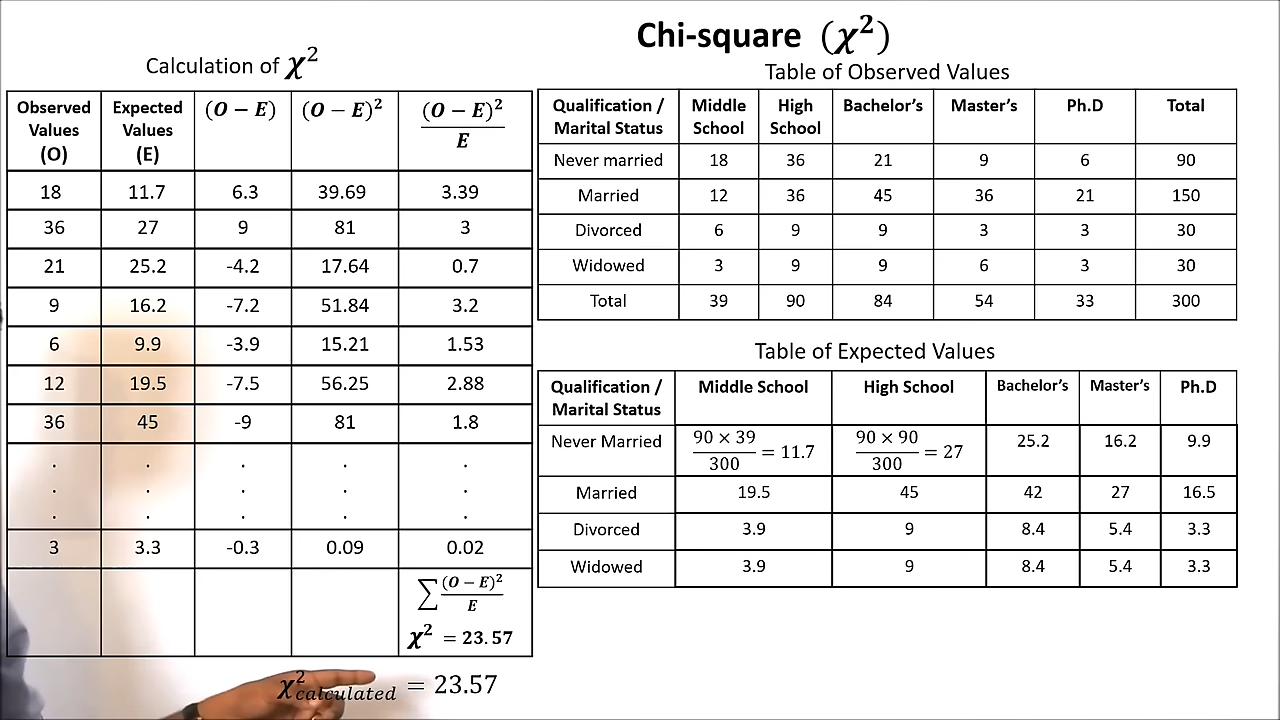 Chi-square (χ²)
Calculation of χ²
Observed Values (O) Expected Values (E) (O − E) (O − E)² (O − E)²/E
18 11.7 6.3 39.69 3.39
36 27 9 81 3
21 25.2 -4.2 17.64 0.7
9 16.2 -7.2 51.84 3.2
6 9.9 -3.9 15.21 1.53
12 19.5 -7.5 56.25 2.88
36 45 -9 81 1.8
. . . . .
. . . . .
. . . . .
3 3.3 -0.3 0.09 0.02
∑ (O − E)²/E
χ² = 23.57
χ²calculated = 23.57
Table of Observed Values
Qualification / Marital Status Middle School High School Bachelor's Master's Ph.D Total
Never married 18 36 21 9 6 90
Married 12 36 45 36 21 150
Divorced 6 9 9 3 3 30
Widowed 3 9 9 6 3 30
Total 39 90 84 54 33 300
Table of Expected Values
Qualification / Marital Status Middle School High School Bachelor's Master's Ph.D
Never Married 90 × 39/300 = 11.7 90 × 90/300 = 27 25.2 16.2 9.9
Married 19.5 45 42 27 16.5
Divorced 3.9 9 8.4 5.4 3.3
Widowed 3.9 9 8.4 5.4 3.3